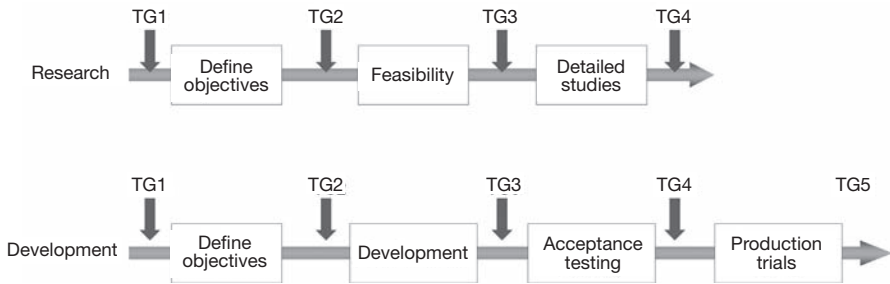 TG1 TG2 TG3 TG4
Research
Define
objectives
Feasibility
Detailed
studies
TG1 TG2 TG3 TG4 TG5
Development
Define
objectives
Development
Acceptance
testing
Production
trials